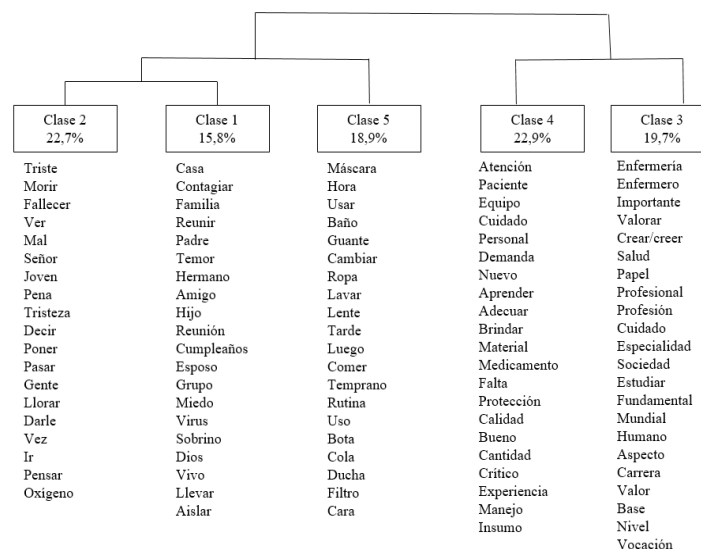 Clase 2
22,7%
Triste
Morir
Fallecer
Ver
Mal
Señor
Joven
Pena
Tristeza
Decir
Poner
Pasar
Gente
Llorar
Darle
Vez
Ir
Pensar
Oxígeno
Clase 1
15,8%
Casa
Contagiar
Familia
Reunir
Padre
Temor
Hermano
Amigo
Hijo
Reunión
Cumpleaños
Esposo
Grupo
Miedo
Virus
Sobrino
Dios
Vivo
Llevar
Aislar
Clase 5
18,9%
Máscara
Hora
Usar
Baño
Guante
Cambiar
Ropa
Lavar
Lente
Tarde
Luego
Comer
Temprano
Rutina
Uso
Bota
Cola
Ducha
Filtro
Cara
Clase 4
22,9%
Atención
Paciente
Equipo
Cuidado
Personal
Demanda
Nuevo
Aprender
Adecuar
Brindar
Material
Medicamento
Falta
Protección
Calidad
Bueno
Cantidad
Crítico
Experiencia
Manejo
Insumo
Clase 3
19,7%
Enfermería
Enfermero
Importante
Valorar
Crear/creer
Salud
Papel
Profesional
Profesión
Cuidado
Especialidad
Sociedad
Estudiar
Fundamental
Mundial
Humano
Aspecto
Carrera
Valor
Base
Nivel
Vocación